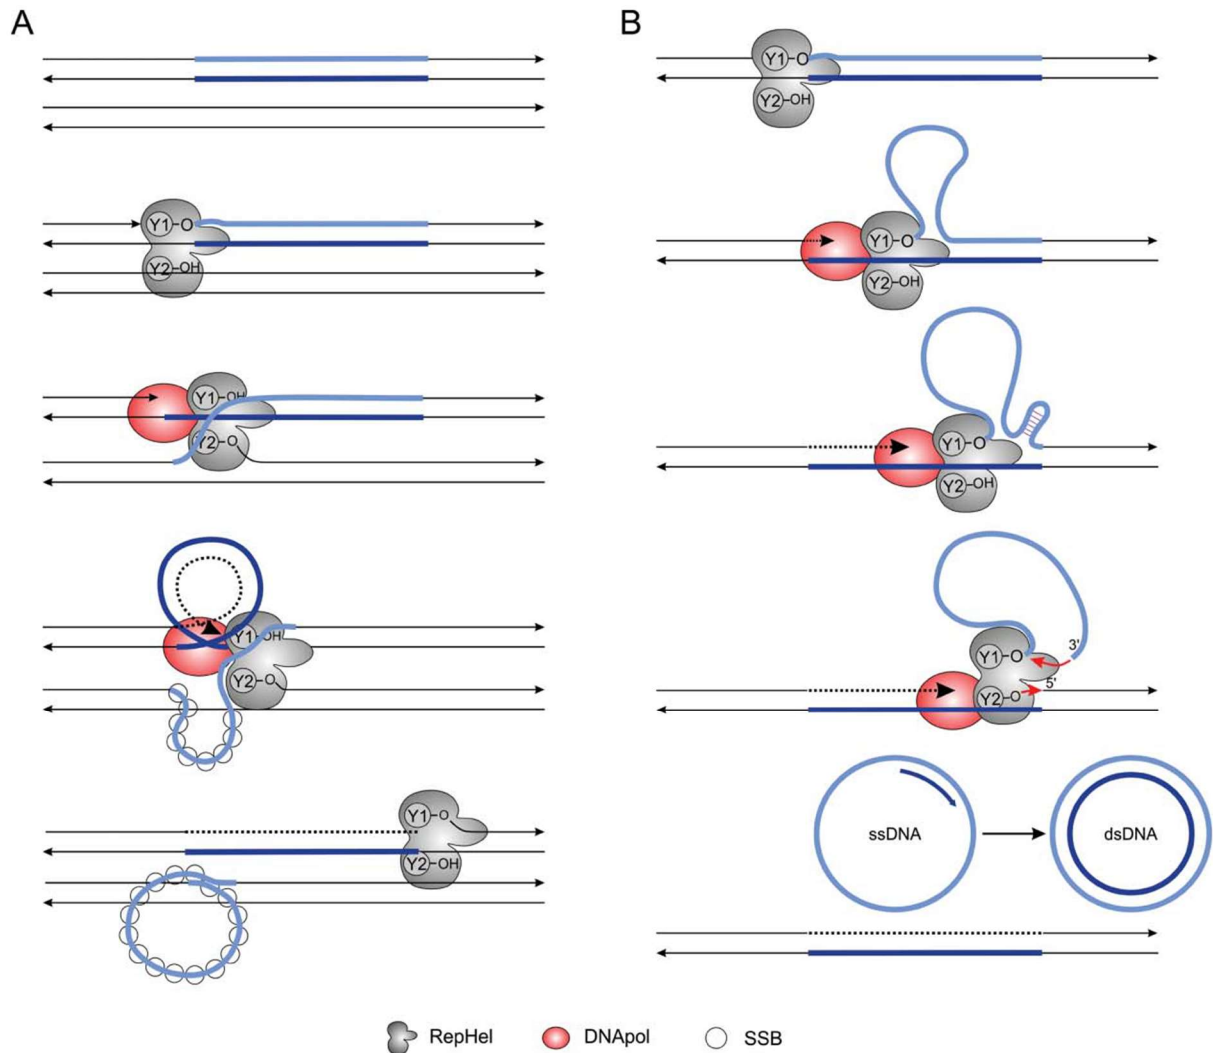 A
Y1-O
Y2-OH
Y1-OH
Y2-O
Y1-OH
Y2-O
Y1-O
Y2-OH
B
Y1-O
Y2-OH
Y1-O
Y2-OH
Y1-O
Y2-OH
3'
Y1-O
5'
Y2-O
ssDNA
dsDNA
RepHel
DNApol
SSB